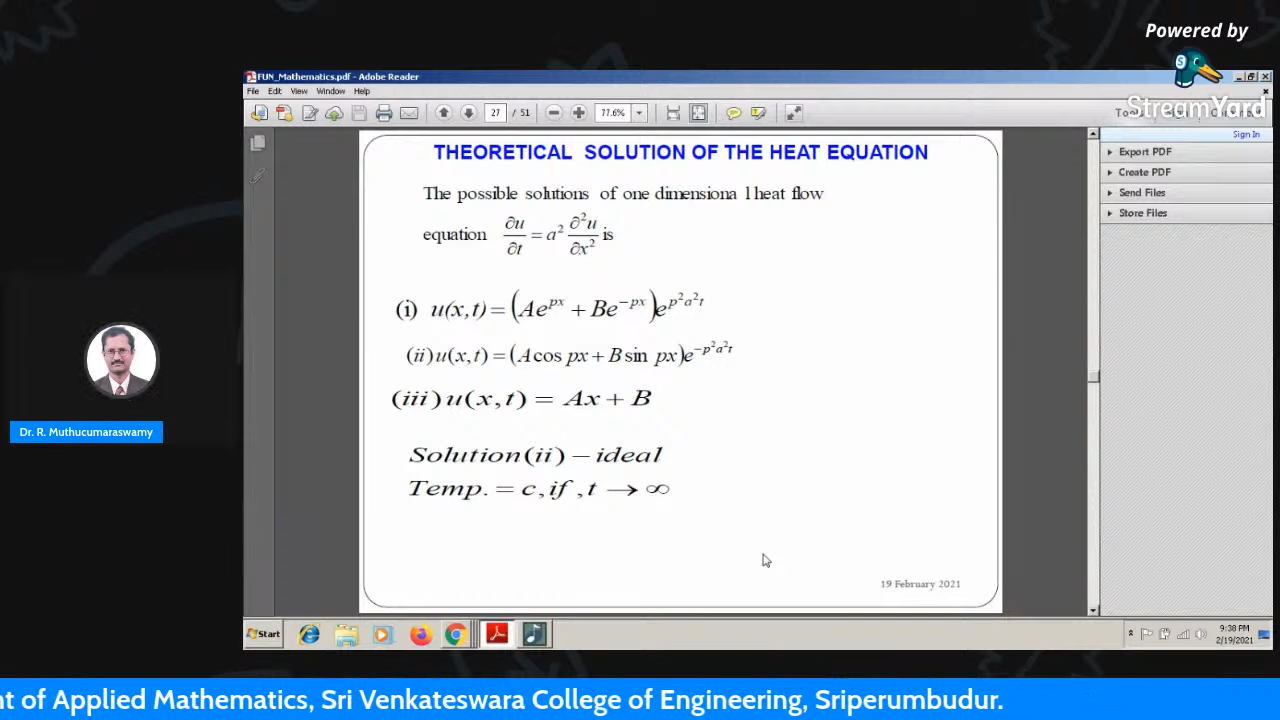 Powered by
StreamYard
FUN_Mathematics.pdf - Adobe Reader
File Edit View Window Help
27 / 51 77.6%
Sign In
Export PDF
Create PDF
Send Files
Store Files
THEORETICAL SOLUTION OF THE HEAT EQUATION
The possible solutions of one dimensiona l heat flow
equation ∂u/∂t = a² ∂²u/∂x² is
(i) u(x,t) = (Ae^{px} + Be^{-px})e^{p²a²t}
(ii) u(x,t) = (A cos px + B sin px)e^{-p²a²t}
(iii) u(x,t) = Ax + B
Solution(ii) – ideal
Temp. = c, if , t → ∞
19 February 2021
Dr. R. Muthucumaraswamy
Start
9:38 PM
2/19/2021
nt of Applied Mathematics, Sri Venkateswara College of Engineering, Sriperumbudur.